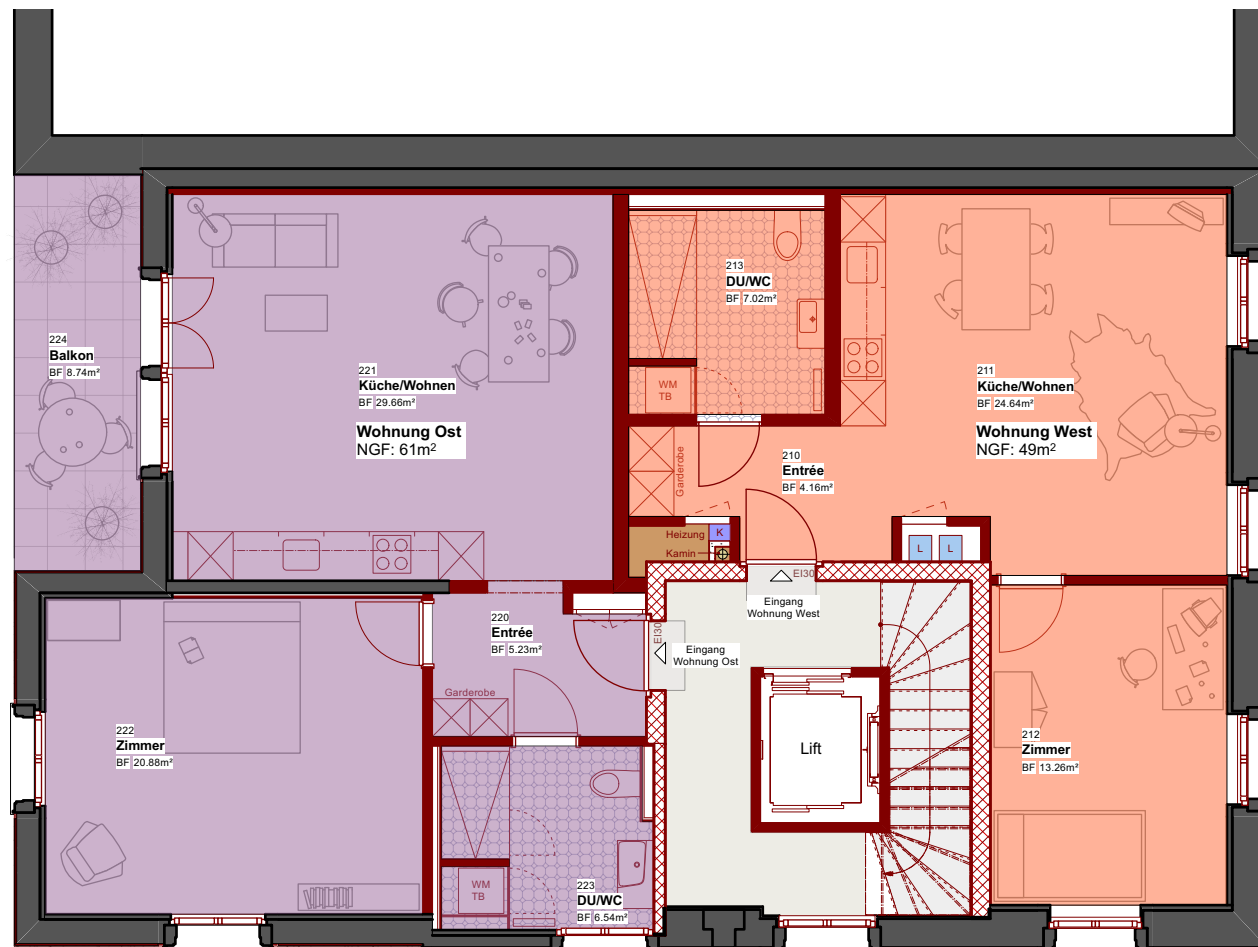 213
DU/WC
BF 7.02m²
WM
TB
224
Balkon
BF 8.74m²
221
Küche/Wohnen
BF 29.66m²
Wohnung Ost
NGF: 61m²
211
Küche/Wohnen
BF 24.64m²
Wohnung West
NGF: 49m²
Garderobe
210
Entrée
BF 4.16m²
Heizung
K
Kamin
L
L
EI30
Eingang
Wohnung West
220
Entrée
BF 5.23m²
EI30
Eingang
Wohnung Ost
Garderobe
222
Zimmer
BF 20.88m²
Lift
212
Zimmer
BF 13.26m²
WM
TB
223
DU/WC
BF 6.54m²